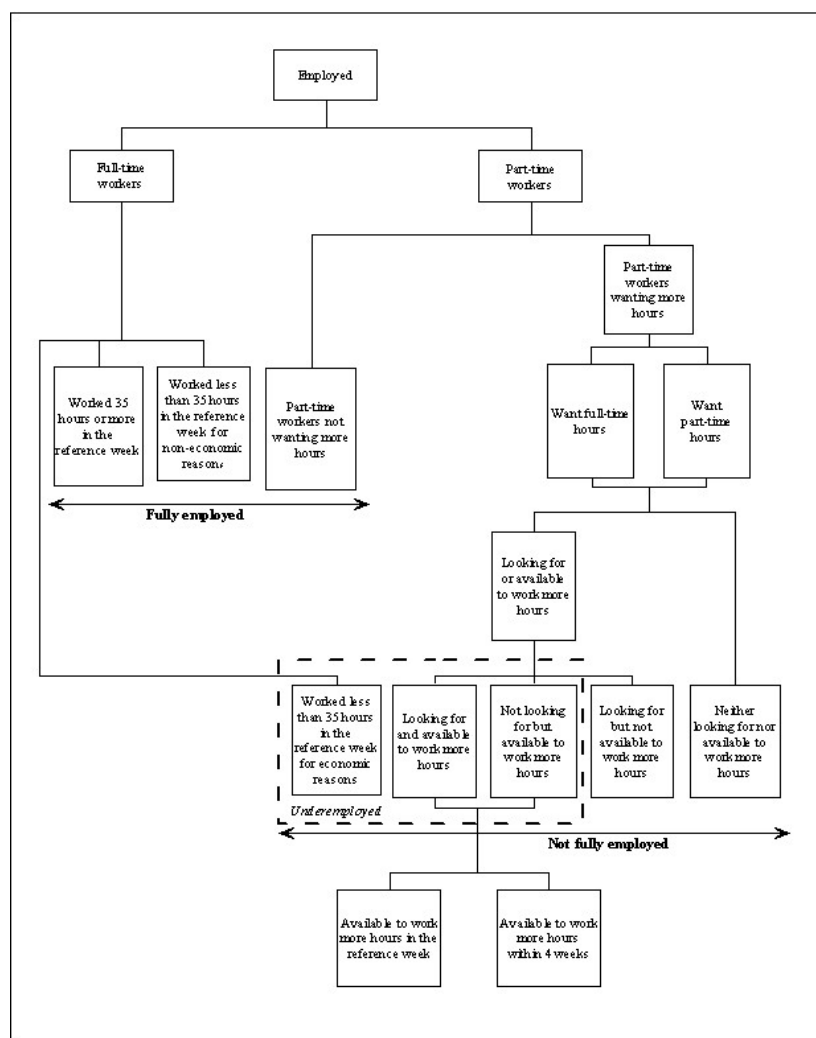 Employed
Full-time
workers
Part-time
workers
Part-time
workers
wanting more
hours
Worked 35
hours or more
in the
reference week
Worked less
than 35 hours
in the reference
week for
non-economic
reasons
Part-time
workers not
wanting more
hours
Want full-time
hours
Want
part-time
hours
Fully employed
Looking for
or available
to work more
hours
Worked less
than 35 hours
in the
reference week
for economic
reasons
Looking for
and available
to work more
hours
Not looking
for but
available to
work more
hours
Looking for
but not
available to
work more
hours
Neither
looking for nor
available to
work more
hours
Underemployed
Not fully employed
Available to work
more hours in the
reference week
Available to work
more hours
within 4 weeks